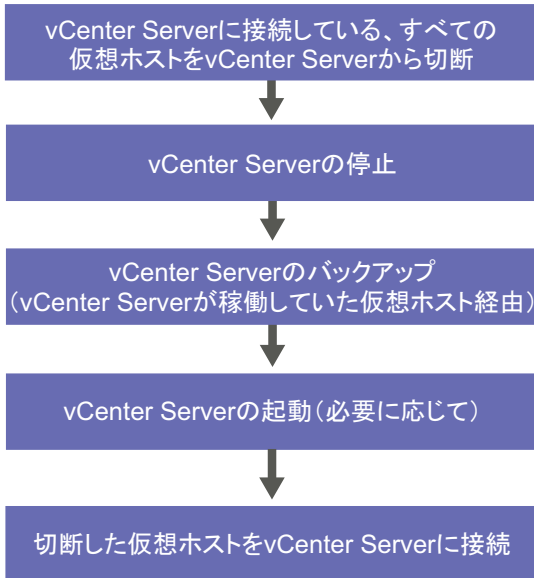 vCenter Serverに接続している、すべての
仮想ホストをvCenter Serverから切断
vCenter Serverの停止
vCenter Serverのバックアップ
（vCenter Serverが稼働していた仮想ホスト経由）
vCenter Serverの起動（必要に応じて）
切断した仮想ホストをvCenter Serverに接続